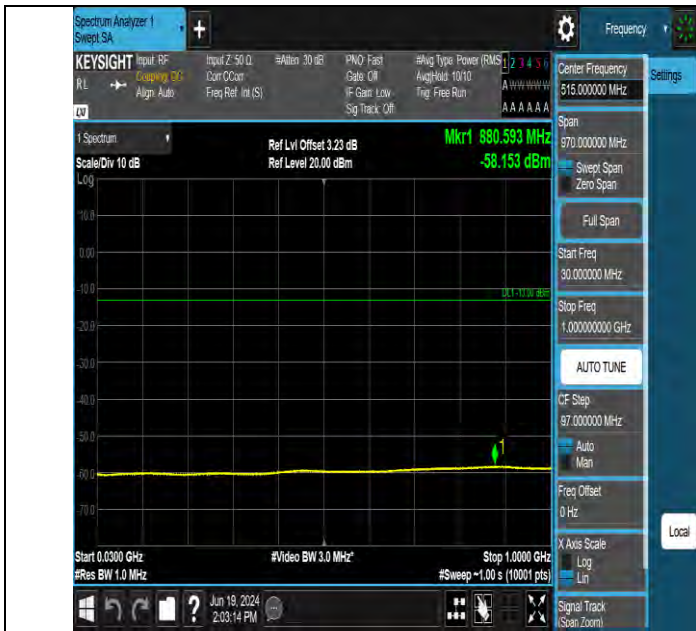 Spectrum Analyzer 1
Swept SA
+
Frequency
KEYSIGHT Input: RF Input Z: 50 Ω #Atten: 30 dB PNO: Fast #Avg Type: Power (RMS 1 2 3 4 5 6
RL Coupling: DC Corr CCorr Gate: Off Avg|Hold: 10/10 A W W W W W
Align: Auto Freq Ref: Int (S) IF Gain: Low Trig: Free Run
Sig Track: Off A A A A A A
LXI
1 Spectrum
Scale/Div 10 dB
Ref Lvl Offset 3.23 dB
Ref Level 20.00 dBm
Mkr1 880.593 MHz
-58.153 dBm
Log
10.0
0.00
-10.0
DL1 -13.00 dBm
-20.0
-30.0
-40.0
-50.0
1
-60.0
-70.0
Start 0.0300 GHz #Video BW 3.0 MHz* Stop 1.0000 GHz
#Res BW 1.0 MHz #Sweep ~1.00 s (10001 pts)
Jun 19, 2024
2:03:14 PM
?
Center Frequency
515.000000 MHz
Settings
Span
970.000000 MHz
Swept Span
Zero Span
Full Span
Start Freq
30.000000 MHz
Stop Freq
1.000000000 GHz
AUTO TUNE
CF Step
97.000000 MHz
Auto
Man
Freq Offset
0 Hz
Local
X Axis Scale
Log
Lin
Signal Track
(Span Zoom)